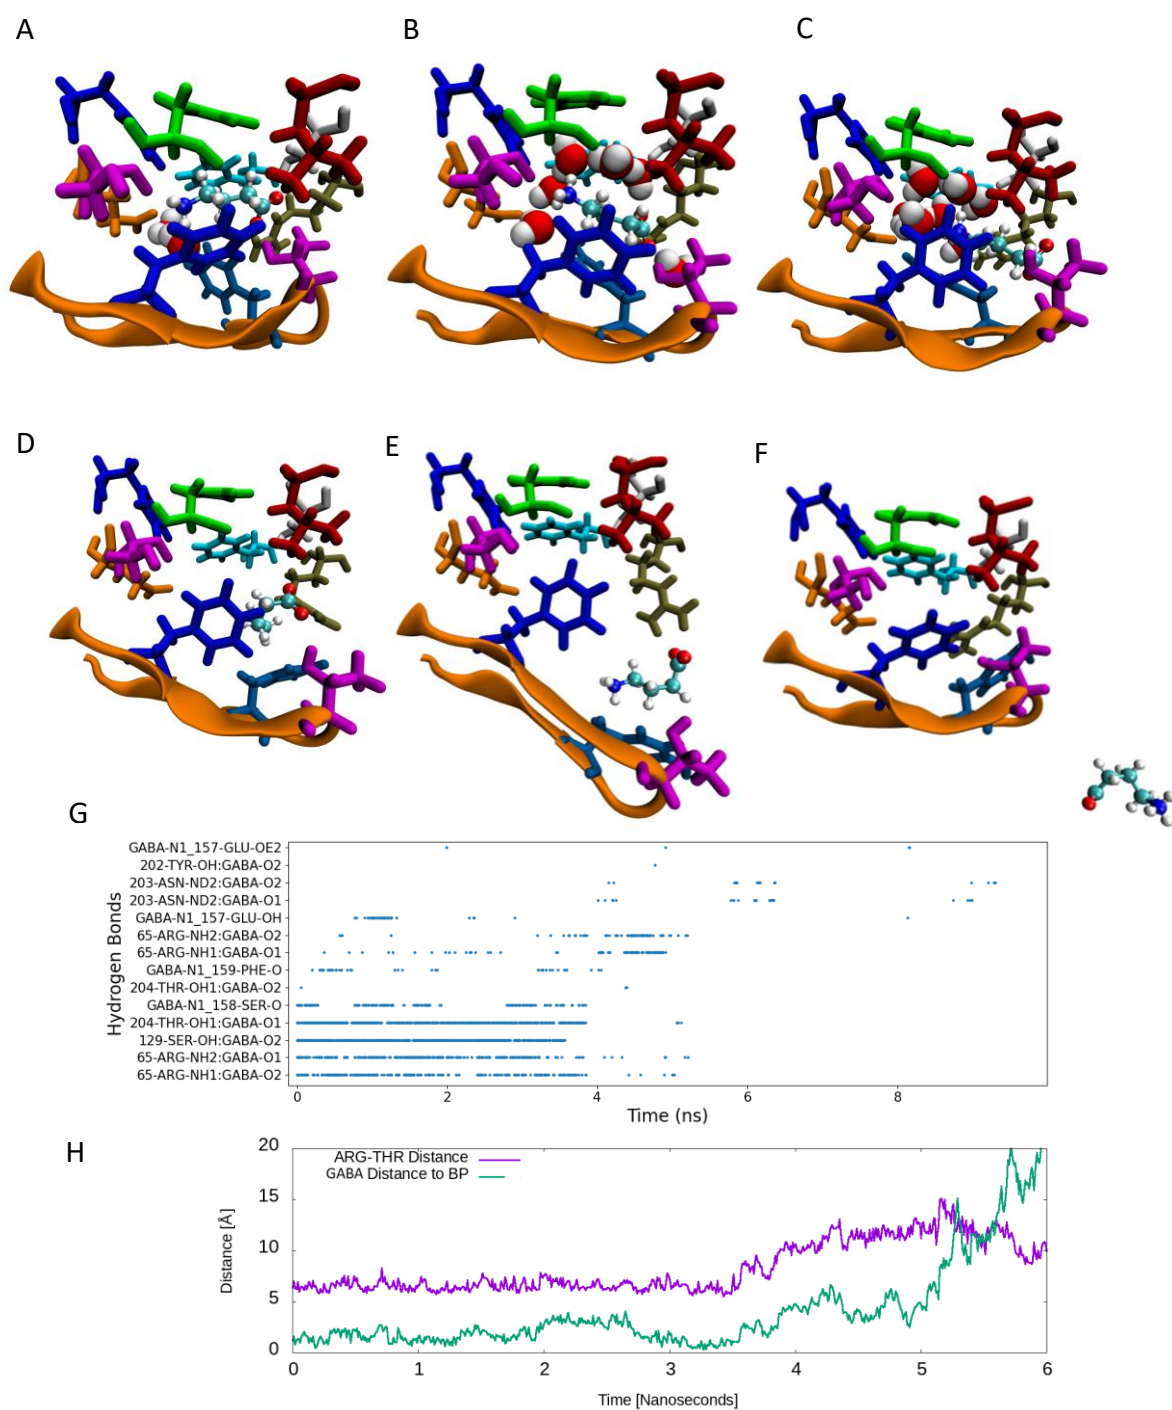 A
B
C
D
E
F
G
GABA-N1_157-GLU-OE2
202-TYR-OH:GABA-O2
203-ASN-ND2:GABA-O2
203-ASN-ND2:GABA-O1
GABA-N1_157-GLU-OH
65-ARG-NH2:GABA-O2
65-ARG-NH1:GABA-O1
GABA-N1_159-PHE-O
204-THR-OH1:GABA-O2
GABA-N1_158-SER-O
204-THR-OH1:GABA-O1
129-SER-OH:GABA-O2
65-ARG-NH2:GABA-O1
65-ARG-NH1:GABA-O2
Hydrogen Bonds
0 2 4 6 8
Time (ns)
H
ARG-THR Distance
GABA Distance to BP
20
15
10
5
0
Distance [Å]
0 1 2 3 4 5 6
Time [Nanoseconds]